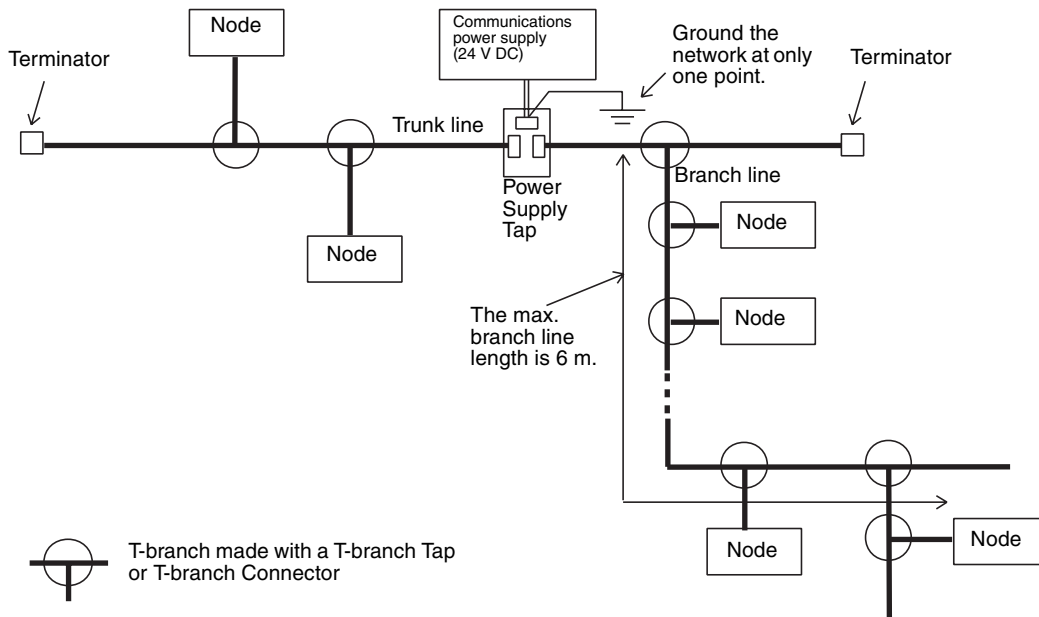 Node
Communications
power supply
(24 V DC)
Ground the
network at only
one point.
Terminator
Terminator
Trunk line
Power
Supply
Tap
Branch line
Node
Node
Node
The max.
branch line
length is 6 m.
Node
Node
T-branch made with a T-branch Tap
or T-branch Connector